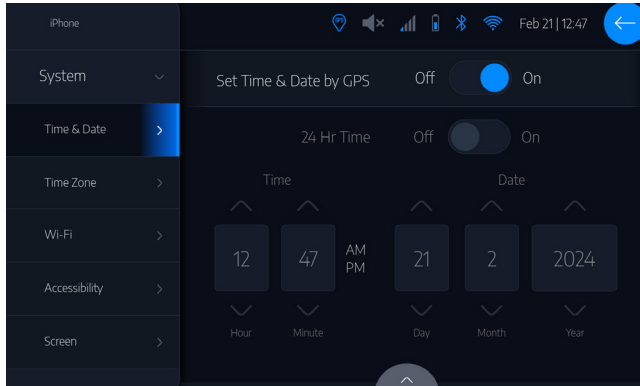 iPhone
GPS
Feb 21 | 12:47
System
Set Time & Date by GPS Off On
Time & Date
24 Hr Time Off On
Time Zone
Time Date
Wi-Fi
12 47 AM PM 21 2 2024
Accessibility
Hour Minute Day Month Year
Screen